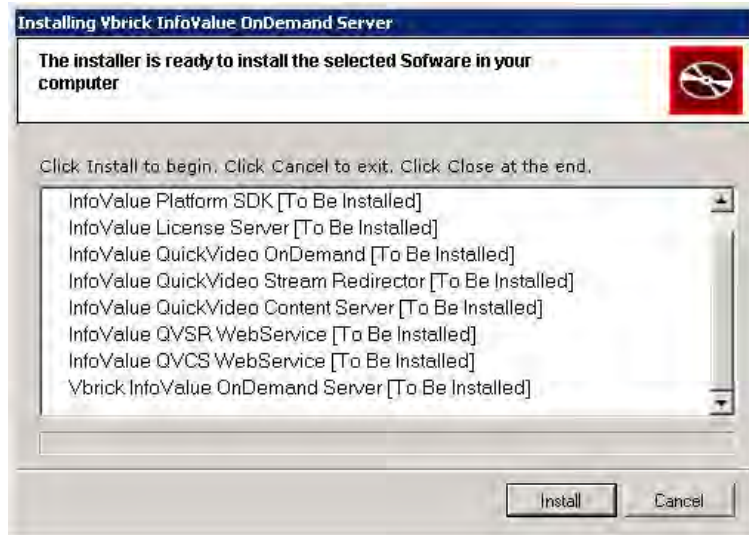 Installing Vbrick InfoValue OnDemand Server
The installer is ready to install the selected Sofware in your
computer
Click Install to begin. Click Cancel to exit. Click Close at the end.
InfoValue Platform SDK [To Be Installed]
InfoValue License Server [To Be Installed]
InfoValue QuickVideo OnDemand [To Be Installed]
InfoValue QuickVideo Stream Redirector [To Be Installed]
InfoValue QuickVideo Content Server [To Be Installed]
InfoValue QVSR WebService [To Be Installed]
InfoValue QVCS WebService [To Be Installed]
Vbrick InfoValue OnDemand Server [To Be Installed]
Install
Cancel